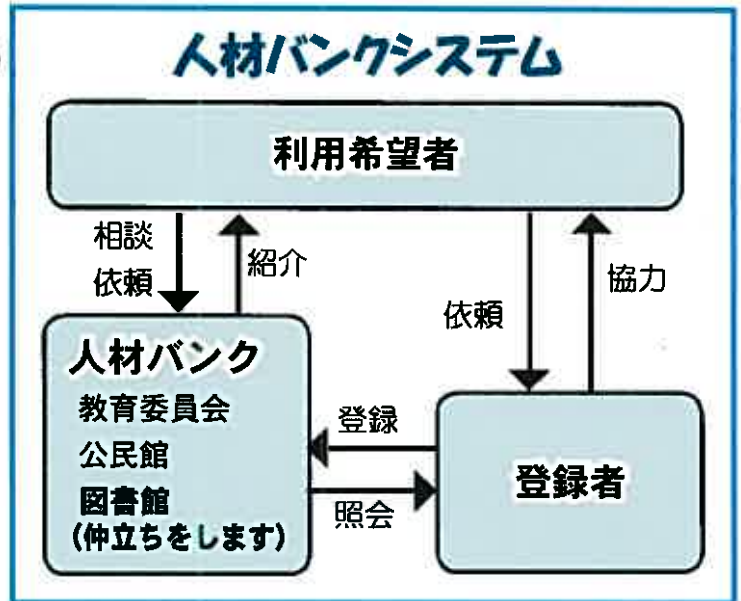 人材バンクシステム
利用希望者
相談
依頼
紹介
依頼
協力
人材バンク
教育委員会
公民館
図書館
(仲立ちをします)
登録
照会
登録者